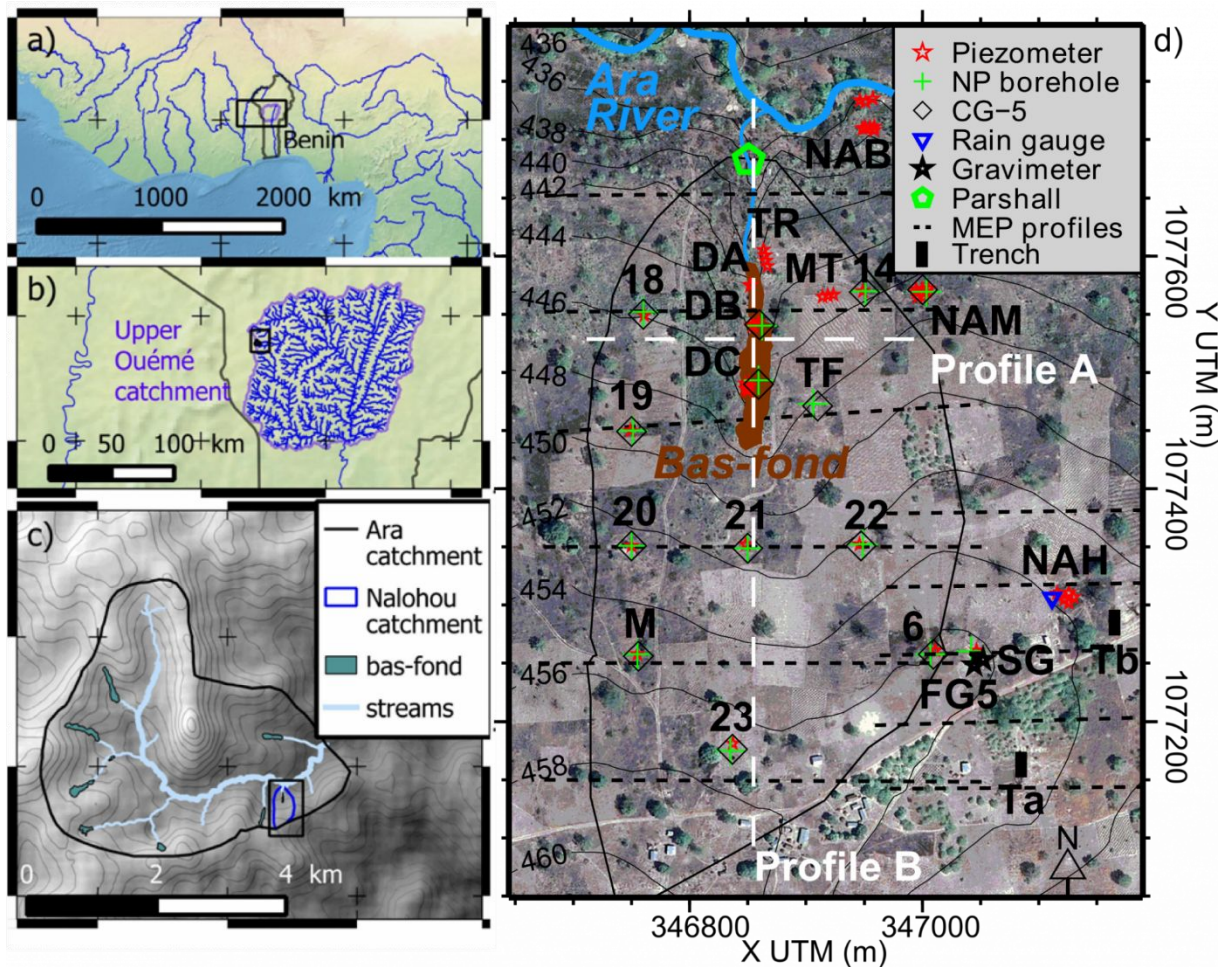 a)
Benin
0 1000 2000 km
b)
Upper
Ouémé
catchment
0 50 100 km
c)
Ara
catchment
Nalohou
catchment
bas-fond
streams
0 2 4 km
d)
Piezometer
NP borehole
CG-5
Rain gauge
Gravimeter
Parshall
MEP profiles
Trench
436
436
438
440
442
444
446
448
450
452
454
456
458
460
Ara
River
NAB
TR
DA
MT
14
18
DB
NAM
DC
TF
Profile A
19
Bas-fond
20
21
22
NAH
M
6
SG
Tb
FG5
23
Ta
Profile B
N
1077600
1077400
1077200
Y UTM (m)
346800
347000
X UTM (m)